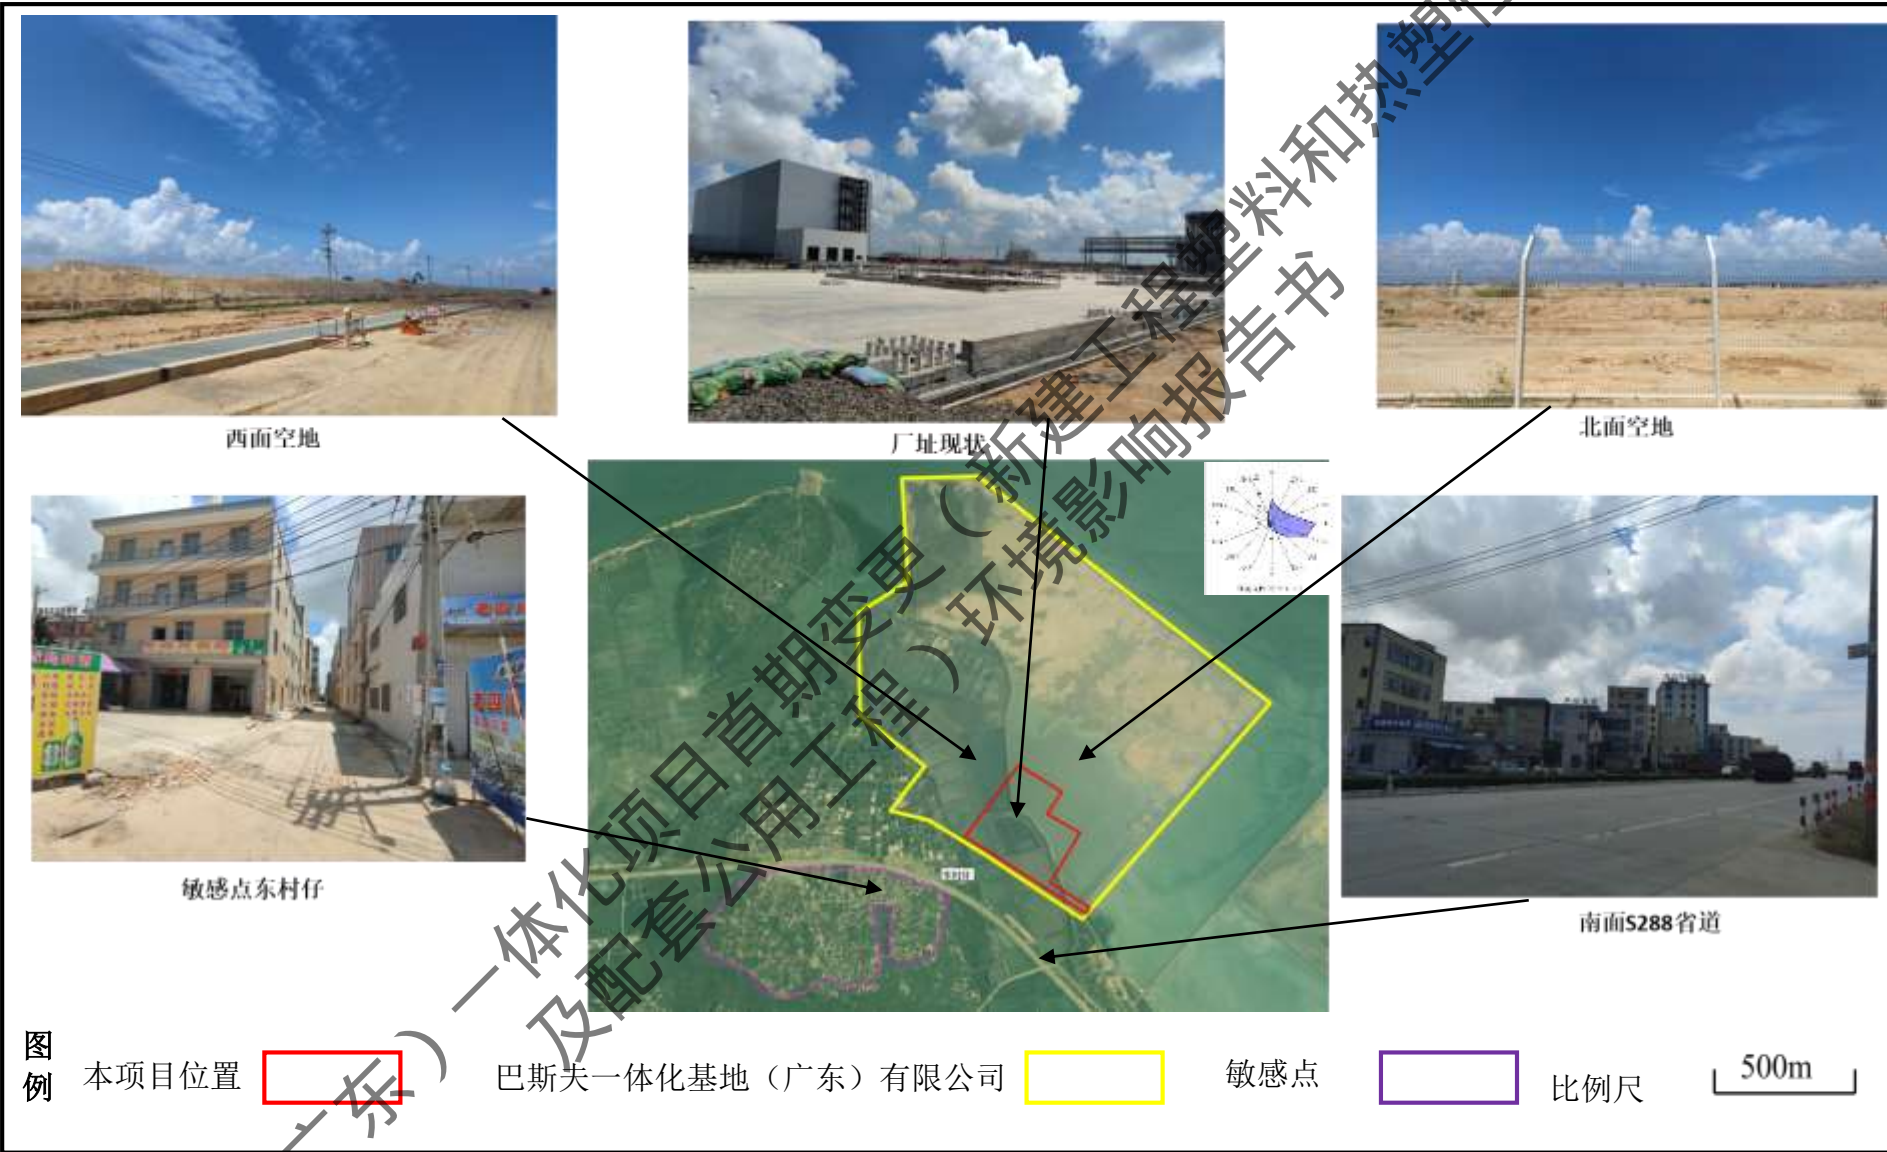 西面空地
厂址现状
北面空地
敏感点东村仔
南面S288省道
图例
本项目位置
巴斯夫一体化基地（广东）有限公司
敏感点
比例尺
500m
广东）一体化项目首期变更（新建工程塑料和热塑性
及配套公用工程）环境影响报告书